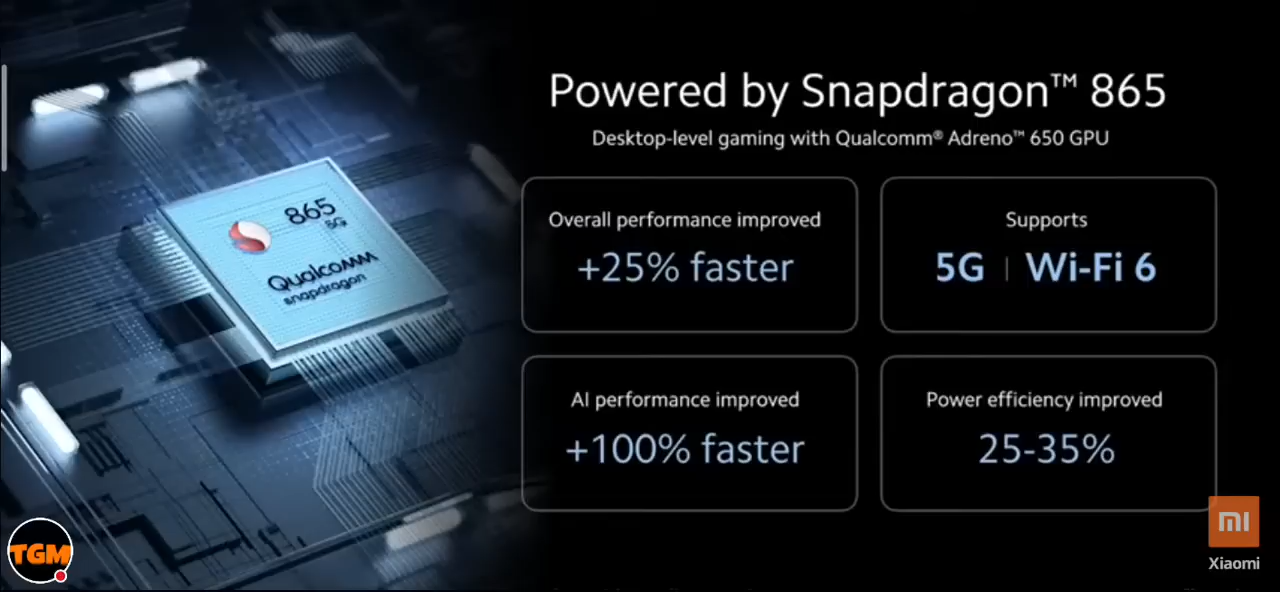 Powered by Snapdragon™ 865
Desktop-level gaming with Qualcomm® Adreno™ 650 GPU
865
5G
Qualcomm
snapdragon
Overall performance improved
+25% faster
Supports
5G | Wi-Fi 6
AI performance improved
+100% faster
Power efficiency improved
25-35%
TGM
mi
Xiaomi